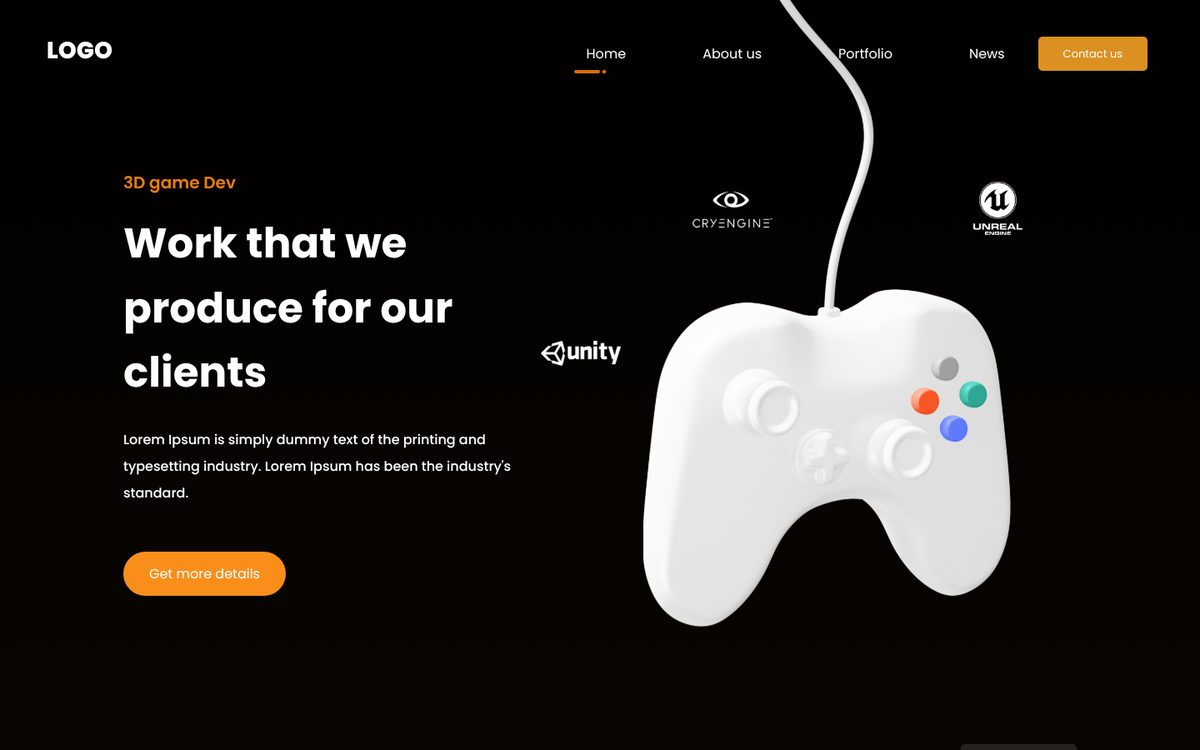 LOGO
Home
About us
Portfolio
News
Contact us
3D game Dev
Work that we
produce for our
clients
CRYENGINE
UNREAL
ENGINE
unity
Lorem Ipsum is simply dummy text of the printing and
typesetting industry. Lorem Ipsum has been the industry's
standard.
Get more details